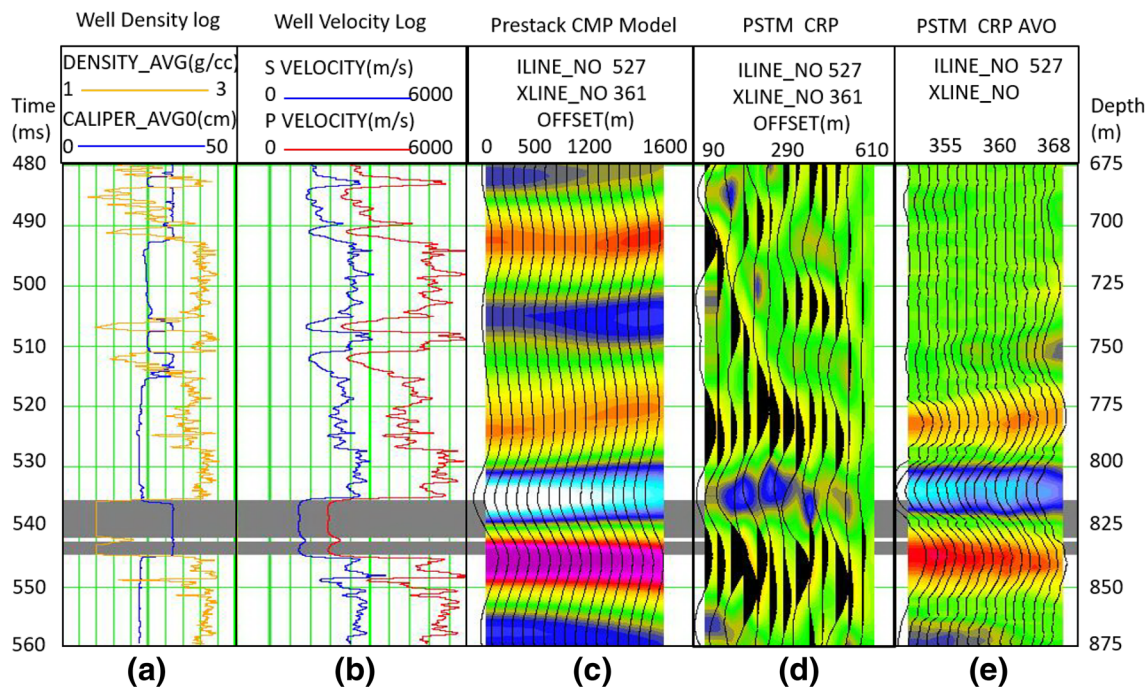 Well Density log
Well Velocity Log
Prestack CMP Model
PSTM CRP
PSTM CRP AVO
Time
(ms)
DENSITY_AVG(g/cc)
1 3
CALIPER_AVG0(cm)
0 50
S VELOCITY(m/s)
0 6000
P VELOCITY(m/s)
0 6000
ILINE_NO 527
XLINE_NO 361
OFFSET(m)
0 500 1200 1600
ILINE_NO 527
XLINE_NO 361
OFFSET(m)
90 290 610
ILINE_NO 527
XLINE_NO
355 360 368
Depth
(m)
480
490
500
510
520
530
540
550
560
675
700
725
750
775
800
825
850
875
(a)
(b)
(c)
(d)
(e)